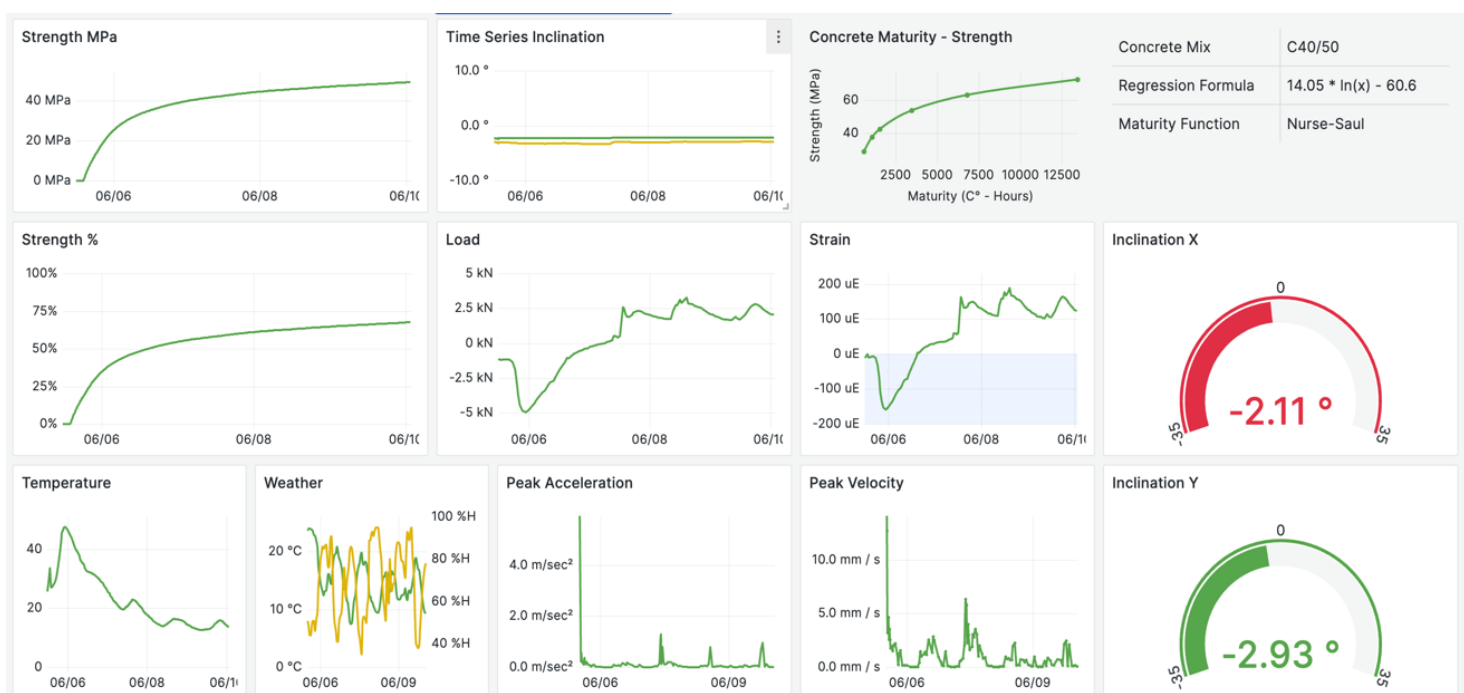 Strength MPa
40 MPa
20 MPa
0 MPa
06/06 06/08 06/10
Time Series Inclination
10.0 °
0.0 °
-10.0 °
06/06 06/08 06/10
Concrete Maturity - Strength
Strength (MPa)
60
40
2500 5000 7500 10000 12500
Maturity (C° - Hours)
Concrete Mix C40/50
Regression Formula 14.05 * ln(x) - 60.6
Maturity Function Nurse-Saul
Strength %
100%
75%
50%
25%
0%
06/06 06/08 06/10
Load
5 kN
2.5 kN
0 kN
-2.5 kN
-5 kN
06/06 06/08 06/10
Strain
200 uE
100 uE
0 uE
-100 uE
-200 uE
06/06 06/08 06/10
Inclination X
0
-35 35
-2.11 °
Temperature
40
20
0
06/06 06/08 06/1
Weather
20 °C
10 °C
0 °C
100 %H
80 %H
60 %H
40 %H
06/06 06/09
Peak Acceleration
4.0 m/sec²
2.0 m/sec²
0.0 m/sec²
06/06 06/09
Peak Velocity
10.0 mm / s
5.0 mm / s
0.0 mm / s
06/06 06/09
Inclination Y
0
-35 35
-2.93 °